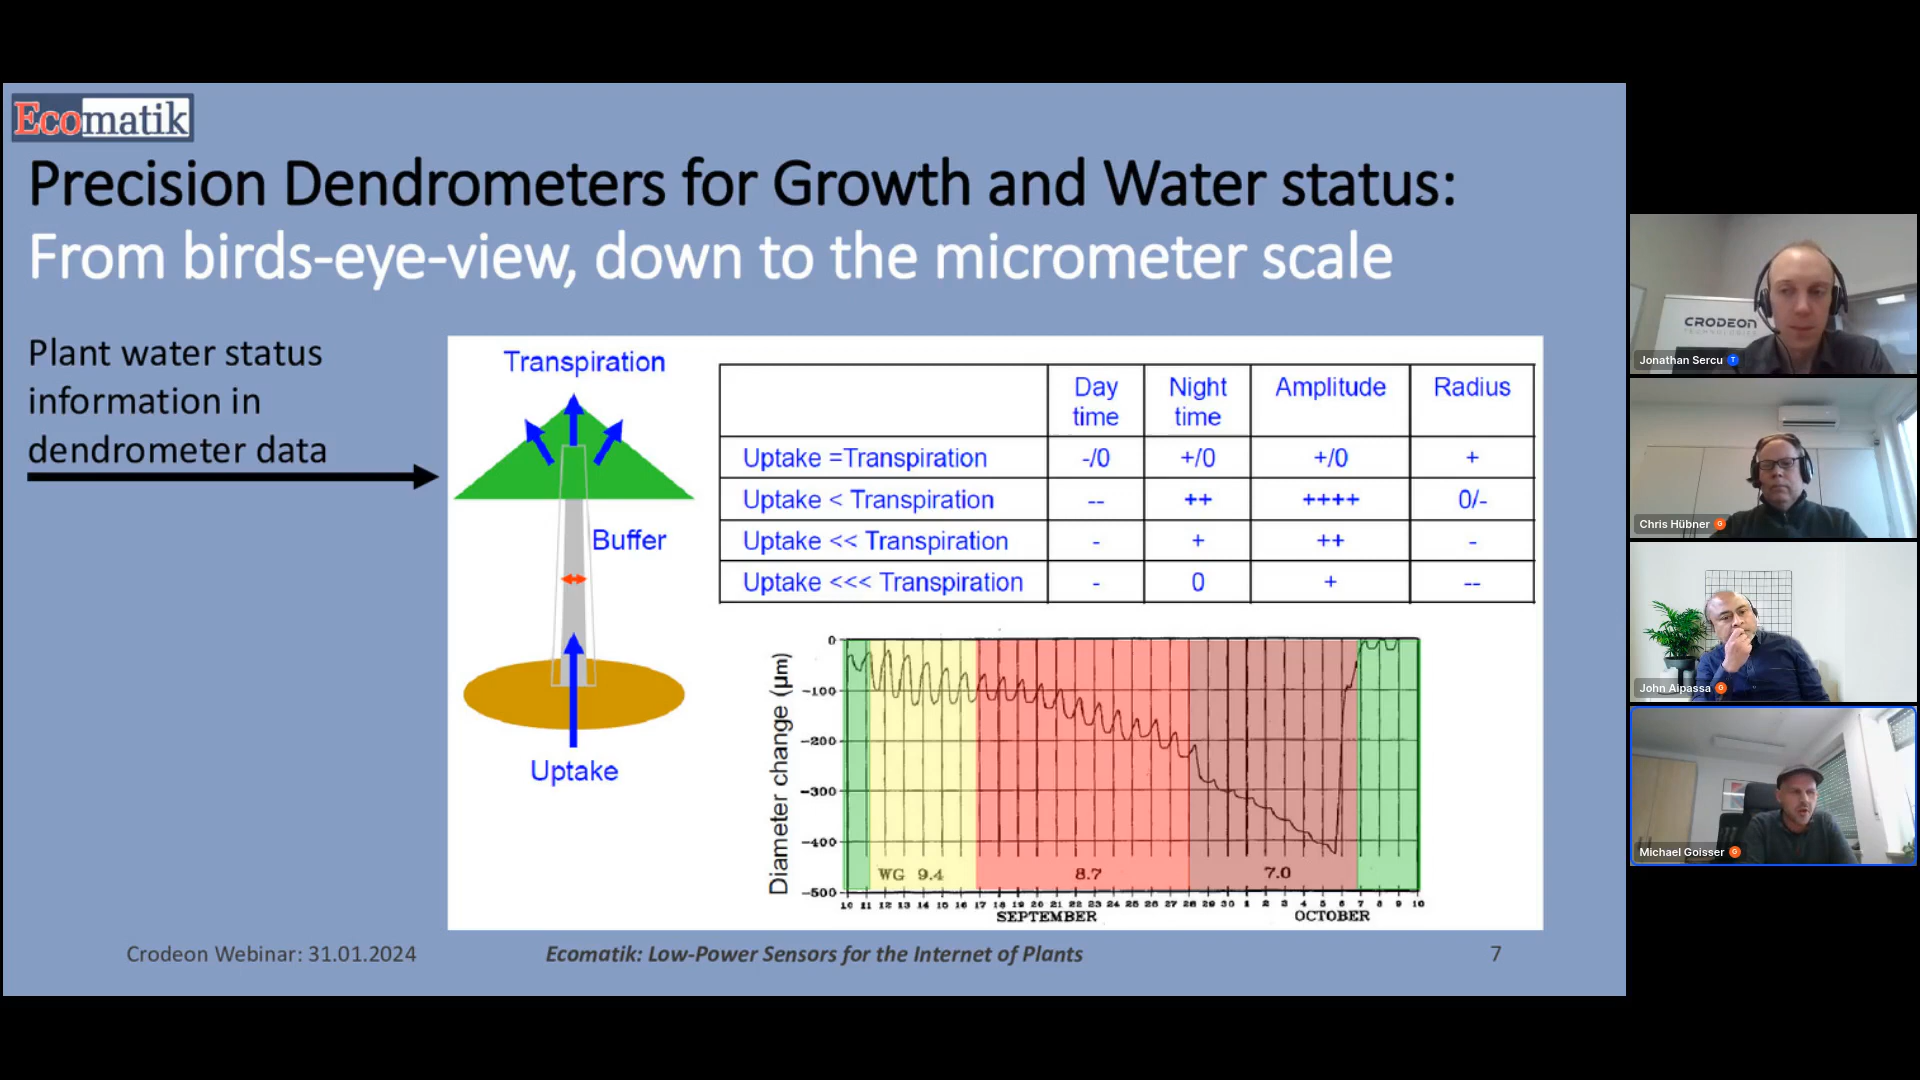 Ecomatik
Precision Dendrometers for Growth and Water status:
From birds-eye-view, down to the micrometer scale
Plant water status
information in
dendrometer data
Transpiration
Buffer
Uptake
Day time Night time Amplitude Radius
Uptake =Transpiration -/0 +/0 +/0 +
Uptake < Transpiration -- ++ ++++ 0/-
Uptake << Transpiration - + ++ -
Uptake <<< Transpiration - 0 + --
Diameter change (µm)
0
-100
-200
-300
-400
-500
WG 9.4 8.7 7.0
10 11 12 13 14 15 16 17 18 19 20 21 22 23 24 25 26 27 28 29 30 1 2 3 4 5 6 7 8 9 10
SEPTEMBER OCTOBER
Crodeon Webinar: 31.01.2024 Ecomatik: Low-Power Sensors for the Internet of Plants 7
CRODEON
TECHNOLOGIES
Jonathan Sercu T
Chris Hübner G
John Aipassa G
Michael Goisser G